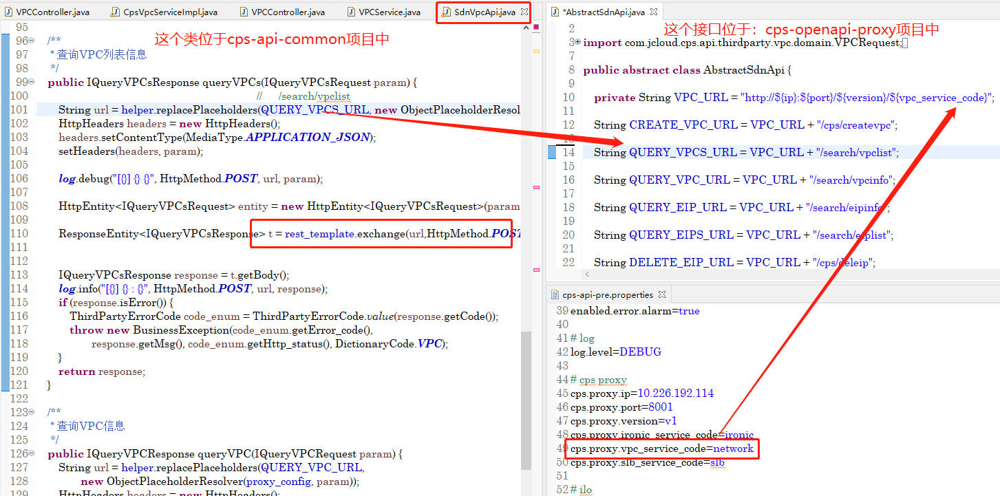 VPCController.java
CpsVpcServiceImpl.java
VPCController.java
VPCService.java
SdnVpcApi.java
95
96 /**
这个类位于cps-api-common项目中
97 * 查询VPC列表信息
98 */
99 public IQueryVPCsResponse queryVPCs(IQueryVPCsRequest param) {
100 // /search/vpclist
101 String url = helper.replacePlaceholders(QUERY_VPCS_URL, new ObjectPlaceholderResol
102 HttpHeaders headers = new HttpHeaders();
103 headers.setContentType(MediaType.APPLICATION_JSON);
104 setHeaders(headers, param);
105
106 log.debug("[{}] {} {}", HttpMethod.POST, url, param);
107
108 HttpEntity<IQueryVPCsRequest> entity = new HttpEntity<IQueryVPCsRequest>(param
109
110 ResponseEntity<IQueryVPCsResponse> t = rest_template.exchange(url,HttpMethod.POST
111
112
113 IQueryVPCsResponse response = t.getBody();
114 log.info("[{}] {} : {}", HttpMethod.POST, url, response);
115 if (response.isError()) {
116 ThirdPartyErrorCode code_enum = ThirdPartyErrorCode.value(response.getCode());
117 throw new BusinessException(code_enum.getError_code(),
118 response.getMsg(), code_enum.getHttp_status(), DictionaryCode.VPC);
119 }
120 return response;
121 }
122
123 /**
124 * 查询VPC信息
125 */
126 public IQueryVPCResponse queryVPC(IQueryVPCRequest param) {
127 String url = helper.replacePlaceholders(QUERY_VPC_URL,
128 new ObjectPlaceholderResolver(proxy_config, param));
129 HttpHeaders headers = new HttpHeaders();
*AbstractSdnApi.java
2
这个接口位于：cps-openapi-proxy项目中
3 import com.jcloud.cps.api.thirdparty.vpc.domain.VPCRequest;
7
8 public abstract class AbstractSdnApi {
9
10 private String VPC_URL = "http://${ip}:${port}/${version}/${vpc_service_code}";
11
12 String CREATE_VPC_URL = VPC_URL + "/cps/createvpc";
13
14 String QUERY_VPCS_URL = VPC_URL + "/search/vpclist";
15
16 String QUERY_VPC_URL = VPC_URL + "/search/vpcinfo";
17
18 String QUERY_EIP_URL = VPC_URL + "/search/eipinfo";
19
20 String QUERY_EIPS_URL = VPC_URL + "/search/eiplist";
21
22 String DELETE_EIP_URL = VPC_URL + "/cps/deleip";
cps-api-pre.properties
39 enabled.error.alarm=true
40
41 # log
42 log.level=DEBUG
43
44 # cps proxy
45 cps.proxy.ip=10.226.192.114
46 cps.proxy.port=8001
47 cps.proxy.version=v1
48 cps.proxy.ironic_service_code=ironic
49 cps.proxy.vpc_service_code=network
50 cps.proxy.slb_service_code=slb
51
52 # ilo